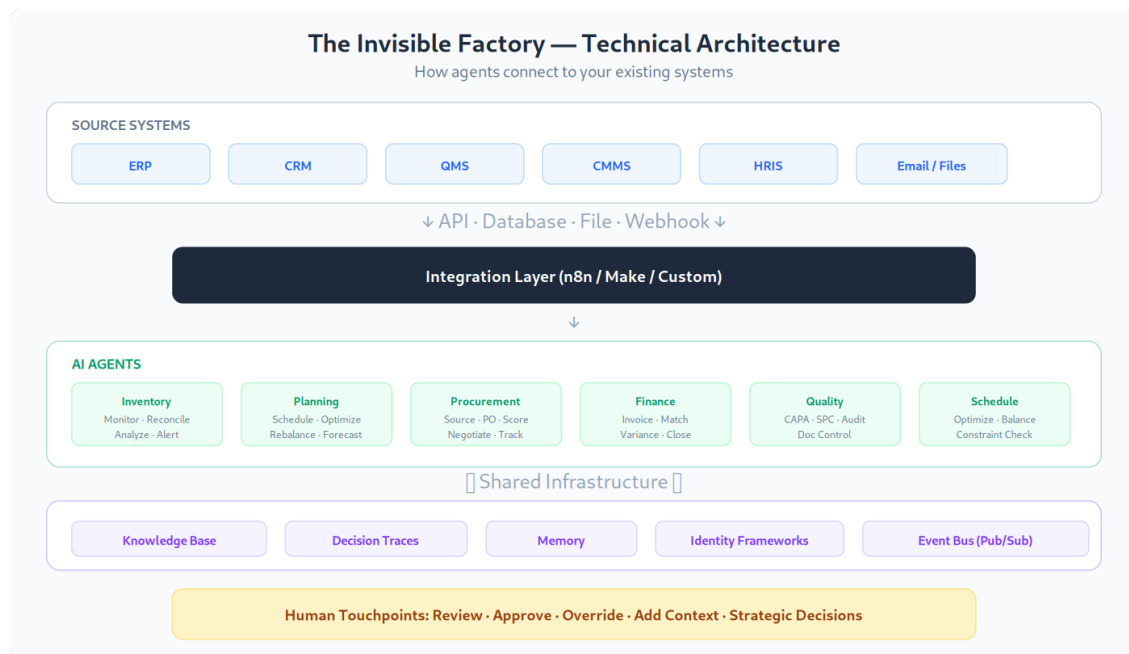 The Invisible Factory — Technical Architecture
How agents connect to your existing systems
SOURCE SYSTEMS
ERP
CRM
QMS
CMMS
HRIS
Email / Files
↓ API · Database · File · Webhook ↓
Integration Layer (n8n / Make / Custom)
↓
AI AGENTS
Inventory
Monitor · Reconcile
Analyze · Alert
Planning
Schedule · Optimize
Rebalance · Forecast
Procurement
Source · PO · Score
Negotiate · Track
Finance
Invoice · Match
Variance · Close
Quality
CAPA · SPC · Audit
Doc Control
Schedule
Optimize · Balance
Constraint Check
Shared Infrastructure
Knowledge Base
Decision Traces
Memory
Identity Frameworks
Event Bus (Pub/Sub)
Human Touchpoints: Review · Approve · Override · Add Context · Strategic Decisions